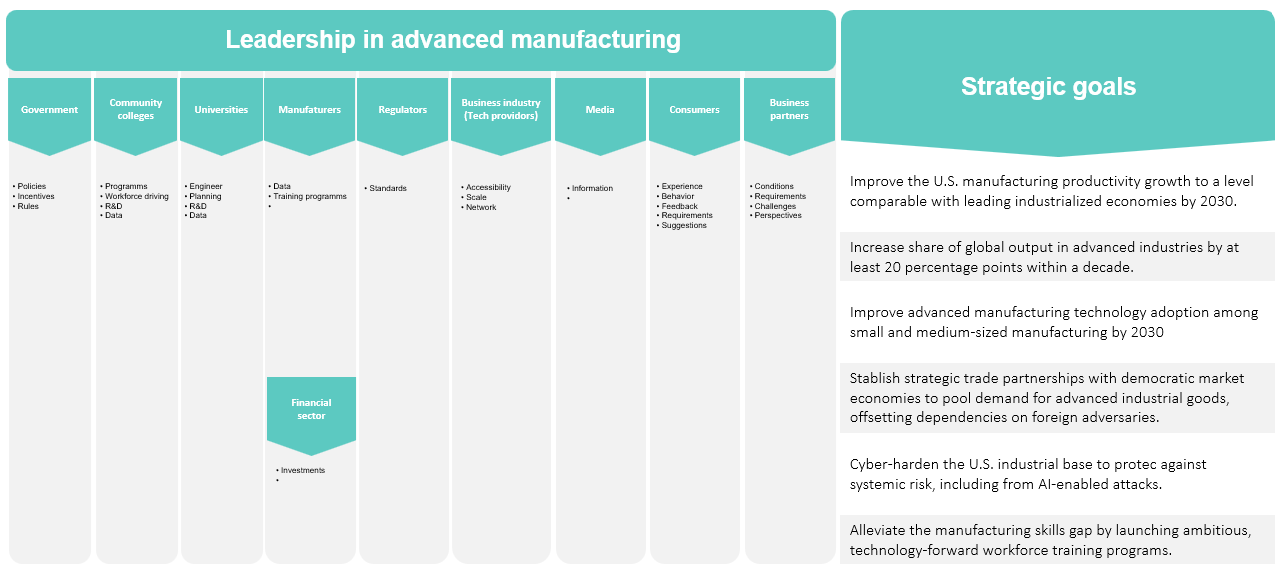 Leadership in advanced manufacturing
Strategic goals
Government
Community
colleges
Universities
Manufaturers
Regulators
Business industry
(Tech providors)
Media
Consumers
Business
partners
• Policies
• Incentives
• Rules
• Programms
• Workforce driving
• R&D
• Data
• Engineer
• Planning
• R&D
• Data
• Data
• Training programms
•
• Standards
• Accessibility
• Scale
• Network
• Information
•
• Experience
• Behavior
• Feedback
• Requirements
• Suggestions
• Conditions
• Requirements
• Challenges
• Perspectives
Financial
sector
• Investments
•
Improve the U.S. manufacturing productivity growth to a level
comparable with leading industrialized economies by 2030.
Increase share of global output in advanced industries by at
least 20 percentage points within a decade.
Improve advanced manufacturing technology adoption among
small and medium-sized manufacturing by 2030
Stablish strategic trade partnerships with democratic market
economies to pool demand for advanced industrial goods,
offsetting dependencies on foreign adversaries.
Cyber-harden the U.S. industrial base to protec against
systemic risk, including from AI-enabled attacks.
Alleviate the manufacturing skills gap by launching ambitious,
technology-forward workforce training programs.